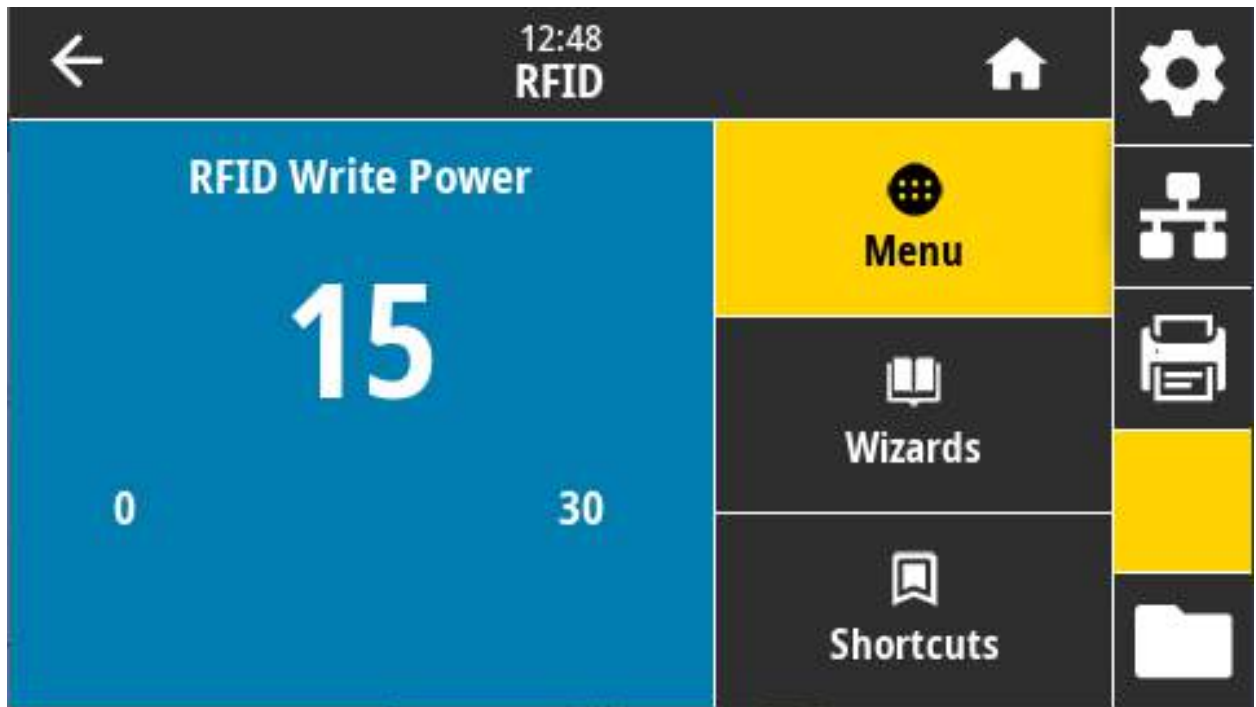 12:48
RFID
RFID Write Power
15
0 30
Menu
Wizards
Shortcuts